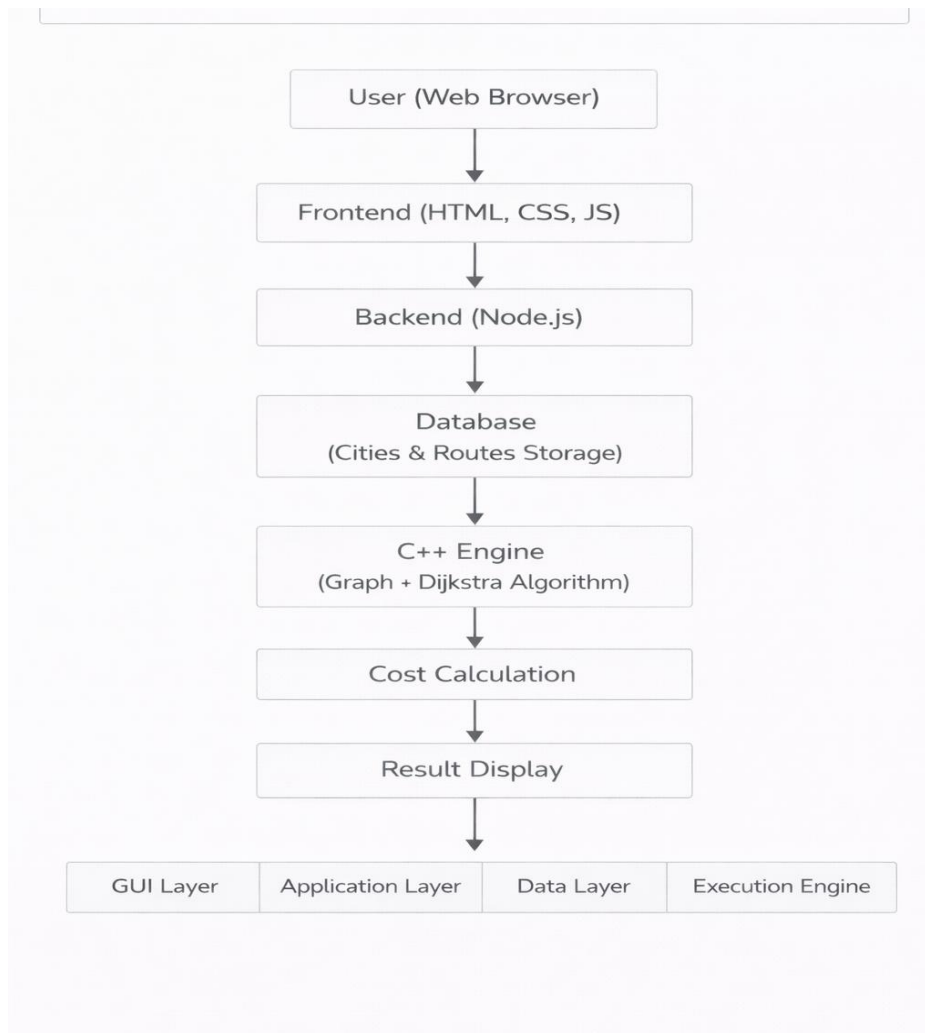 User (Web Browser)
Frontend (HTML, CSS, JS)
Backend (Node.js)
Database
(Cities & Routes Storage)
C++ Engine
(Graph + Dijkstra Algorithm)
Cost Calculation
Result Display
GUI Layer
Application Layer
Data Layer
Execution Engine